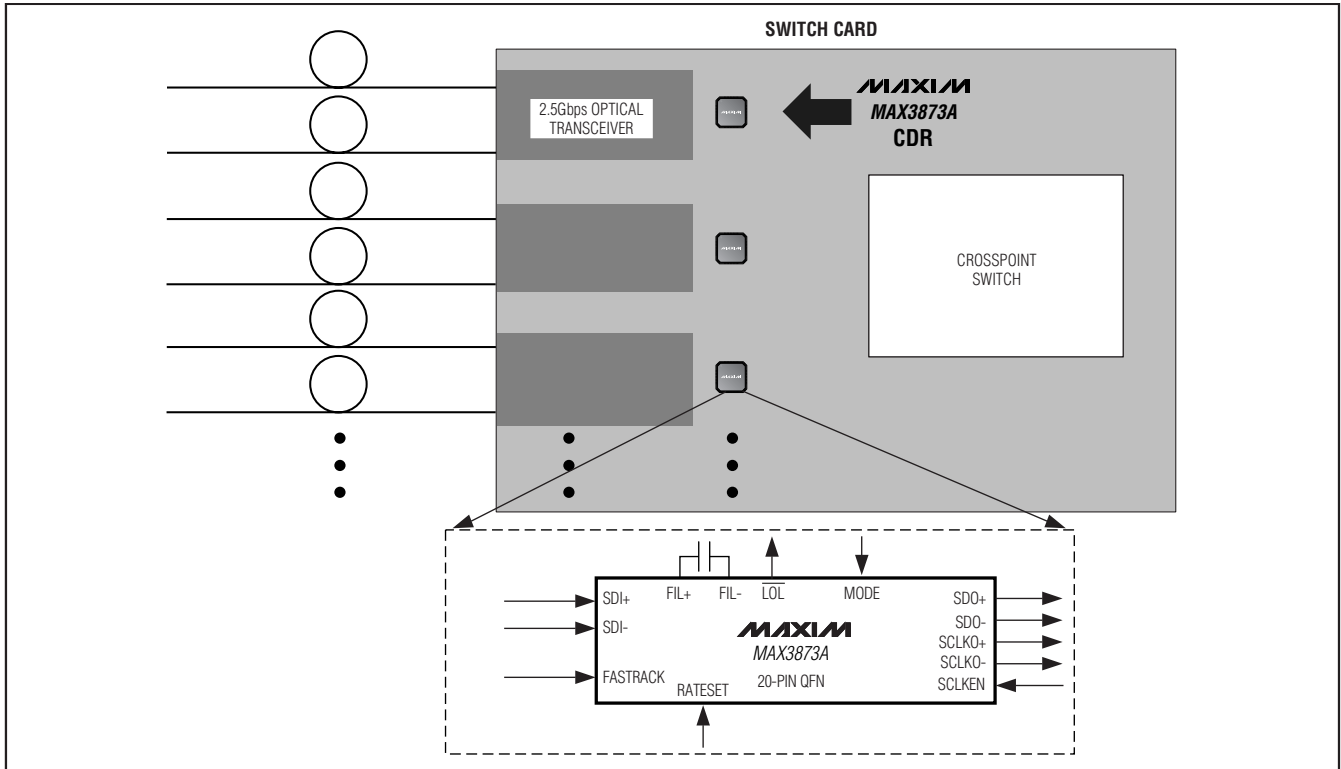 SWITCH CARD
2.5Gbps OPTICAL
TRANSCEIVER
MAXIM
MAX3873A
CDR
CROSSPOINT
SWITCH
SDI+
SDI-
FASTRACK
FIL+
FIL-
LOL
MODE
RATESET
MAXIM
MAX3873A
20-PIN QFN
SDO+
SDO-
SCLKO+
SCLKO-
SCLKEN